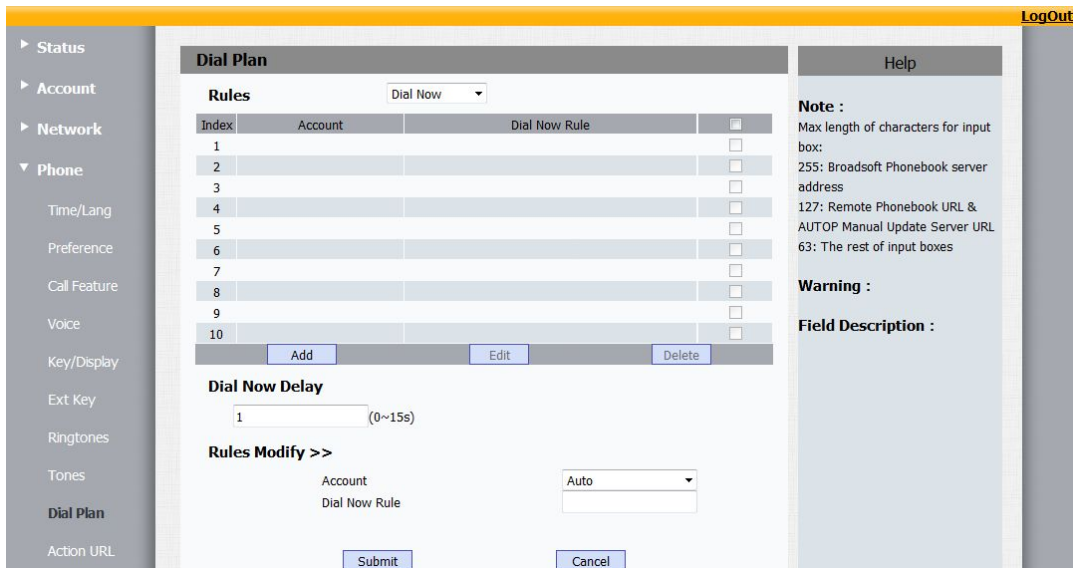 LogOut
Status
Account
Network
Phone
Time/Lang
Preference
Call Feature
Voice
Key/Display
Ext Key
Ringtones
Tones
Dial Plan
Action URL
Dial Plan
Rules Dial Now
Index Account Dial Now Rule
1
2
3
4
5
6
7
8
9
10
Add Edit Delete
Dial Now Delay
1 (0~15s)
Rules Modify >>
Account Auto
Dial Now Rule
Submit Cancel
Help
Note :
Max length of characters for input
box:
255: Broadsoft Phonebook server
address
127: Remote Phonebook URL &
AUTOP Manual Update Server URL
63: The rest of input boxes
Warning :
Field Description :